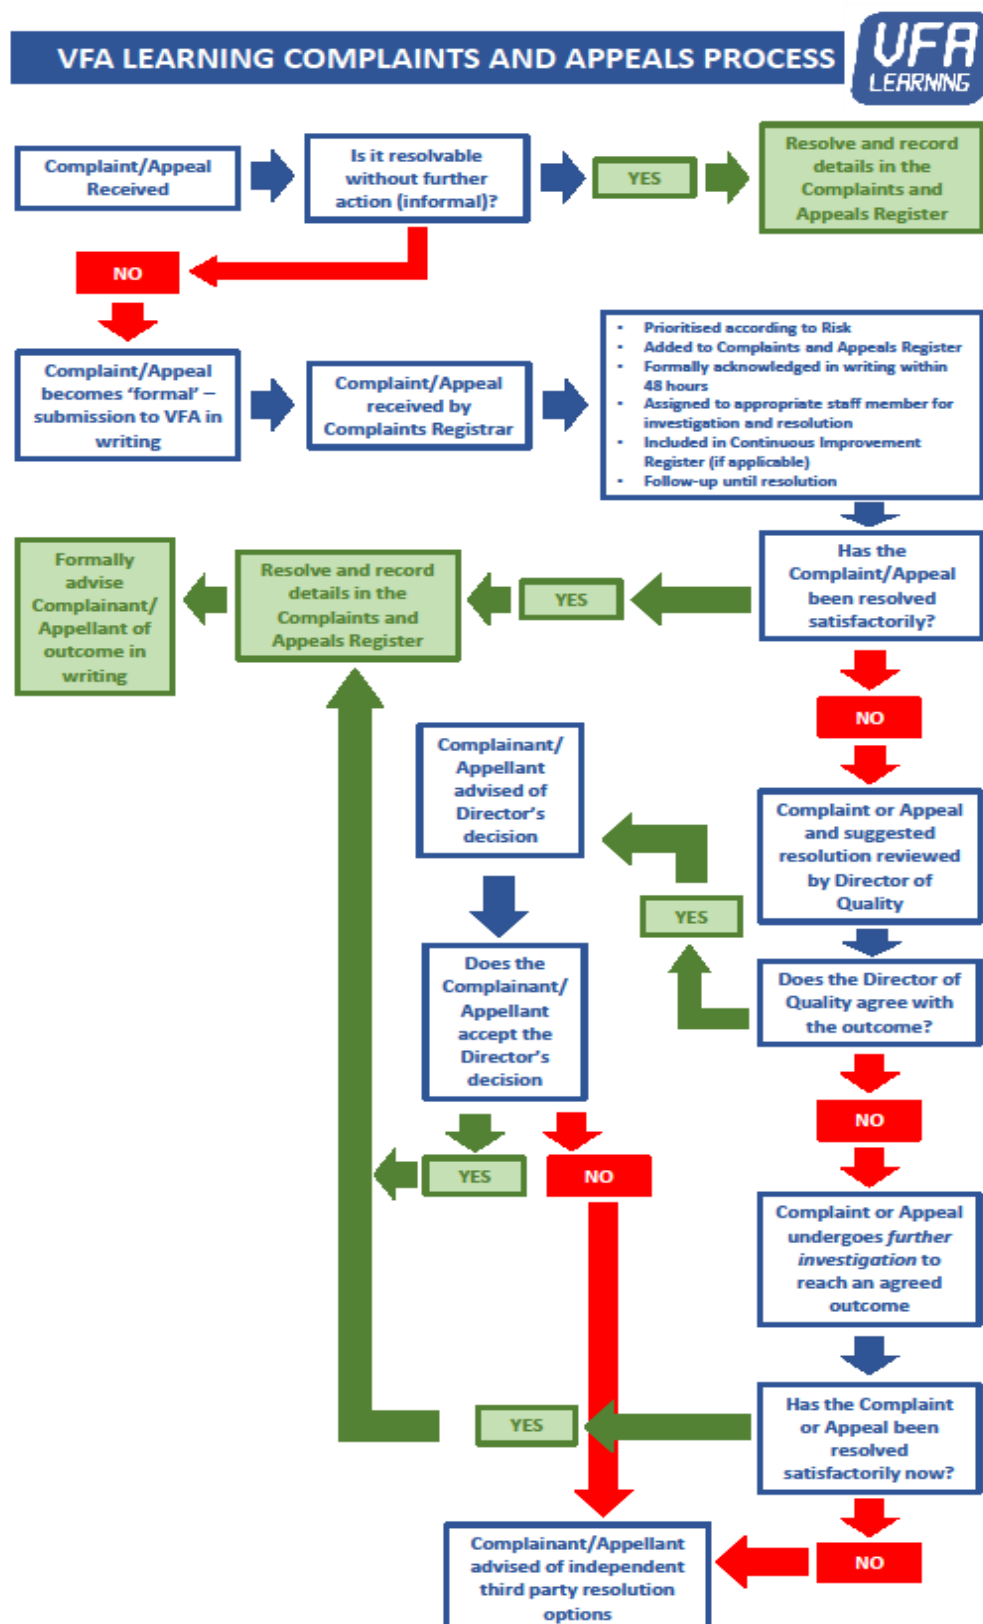 VFA LEARNING COMPLAINTS AND APPEALS PROCESS
VFA
LEARNING
Complaint/Appeal
Received
Is it resolvable
without further
action (informal)?
YES
Resolve and record
details in the
Complaints and
Appeals Register
NO
Complaint/Appeal
becomes ‘formal’ –
submission to VFA in
writing
Complaint/Appeal
received by
Complaints Registrar
• Prioritised according to Risk
• Added to Complaints and Appeals Register
• Formally acknowledged in writing within
48 hours
• Assigned to appropriate staff member for
investigation and resolution
• Included in Continuous Improvement
Register (if applicable)
• Follow-up until resolution
Has the
Complaint/Appeal
been resolved
satisfactorily?
YES
Resolve and record
details in the
Complaints and
Appeals Register
Formally
advise
Complainant/
Appellant of
outcome in
writing
NO
Complaint or Appeal
and suggested
resolution reviewed
by Director of
Quality
Does the Director of
Quality agree with
the outcome?
YES
Complainant/
Appellant
advised of
Director’s
decision
Does the
Complainant/
Appellant
accept the
Director’s
decision
YES
NO
NO
Complaint or Appeal
undergoes further
investigation to
reach an agreed
outcome
Has the Complaint
or Appeal been
resolved
satisfactorily now?
YES
NO
Complainant/Appellant
advised of independent
third party resolution
options